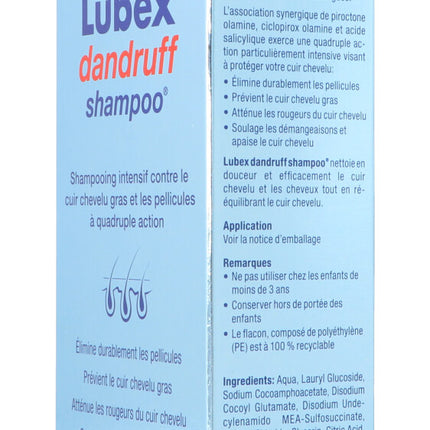 Lubex
dandruff
shampoo®
Shampooing intensif contre le
cuir chevelu gras et les pellicules
à quadruple action
Élimine durablement les pellicules
Prévient le cuir chevelu gras
Atténue les rougeurs du cuir chevelu
L'association synergique de piroctone
olamine, ciclopirox olamine et acide
salicylique exerce une quadruple ac-
tion particulièrement intensive visant
à protéger votre cuir chevelu:
• Élimine durablement les pellicules
• Prévient le cuir chevelu gras
• Atténue les rougeurs du cuir chevelu
• Soulage les démangeaisons et
apaise le cuir chevelu
Lubex dandruff shampoo® nettoie en
douceur et efficacement le cuir
chevelu et les cheveux tout en ré-
équilibrant le cuir chevelu.
Application
Voir la notice d'emballage
Remarques
• Ne pas utiliser chez les enfants de
moins de 3 ans
• Conserver hors de portée des
enfants
• Le flacon, composé de polyéthylène
(PE) est à 100 % recyclable
Ingredients: Aqua, Lauryl Glucoside,
Sodium Cocoamphoacetate, Disodium
Cocoyl Glutamate, Disodium Unde-
cylenamido MEA-Sulfosuccinate,
Glycerin, Citric Acid,